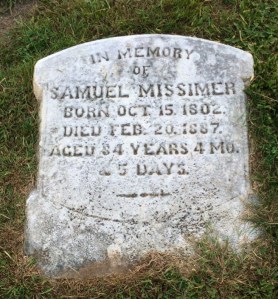 IN MEMORY
OF
SAMUEL MISSIMER
BORN OCT. 15. 1802.
DIED FEB. 20. 1887.
AGED 84 YEARS 4 MO.
& 5 DAYS.